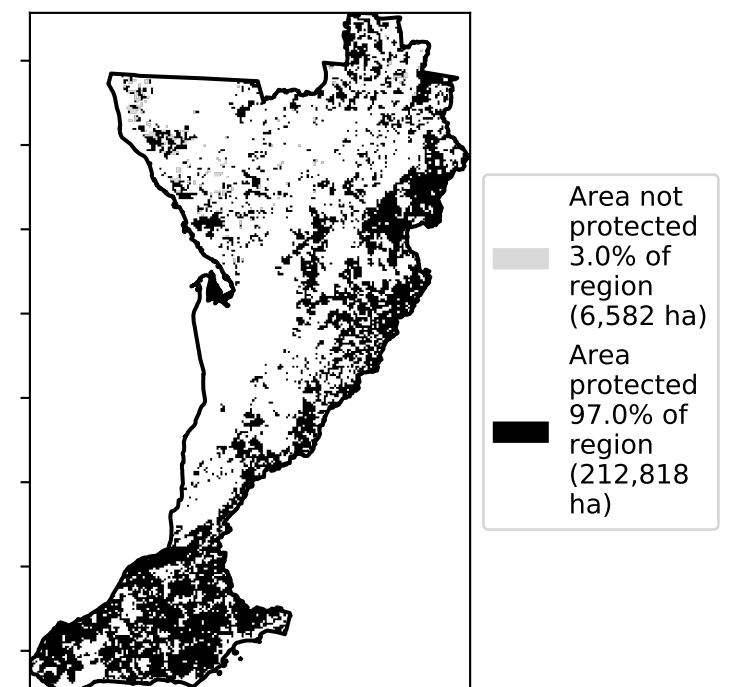 Area not
protected
3.0% of
region
(6,582 ha)
Area
protected
97.0% of
region
(212,818
ha)